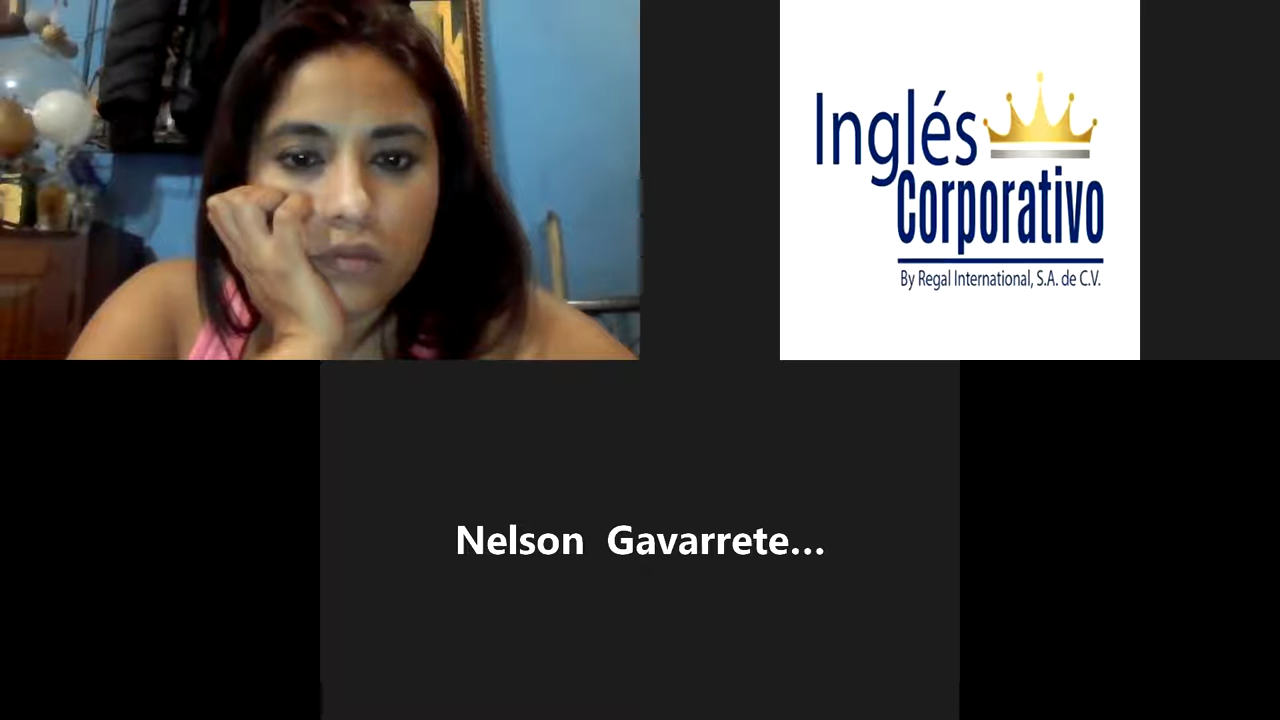 Inglés
Corporativo
By Regal International, S.A. de C.V.
Nelson Gavarrete...